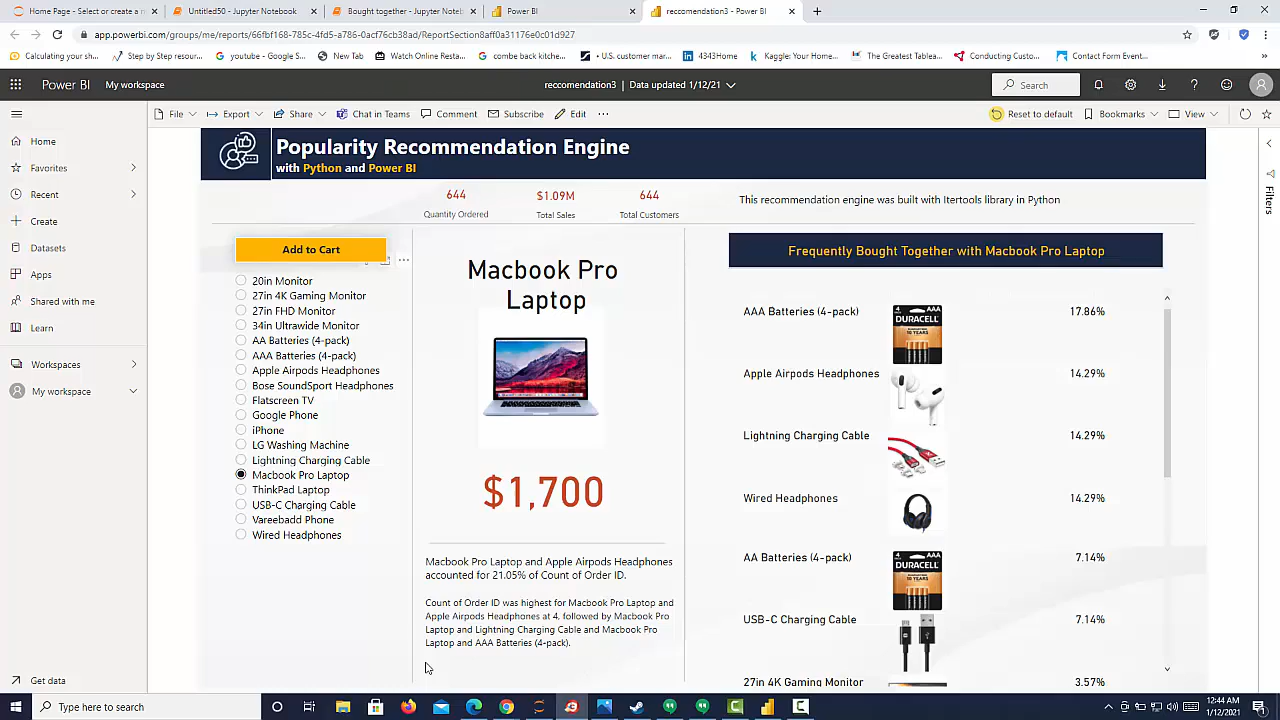 Home Page - Select or create a n
Untitled50 - Jupyter Notebook
Bought together - Jupyter Notebo
Power BI
reccomendation3 - Power BI
app.powerbi.com/groups/me/reports/66fbf168-785c-4fd5-a786-0acf76cb38ad/ReportSection8aff0a31176e0c01d927
Calculating your sh...
Step by Step resour...
youtube - Google S...
New Tab
Watch Wrestling Onl...
combe back kitchen...
• U.S. customer mar...
4343Home
Kaggle: Your Home...
The Greatest Tablea...
Conducting Custo...
Contact Form Event...
Power BI
My workspace
reccomendation3 | Data updated 1/12/21
Search
File
Export
Share
Chat in Teams
Comment
Subscribe
Edit
Reset to default
Bookmarks
View
Home
Favorites
Recent
Create
Datasets
Apps
Shared with me
Learn
Workspaces
My workspace
Get data
Popularity Recommendation Engine
with Python and Power BI
644
Quantity Ordered
$1.09M
Total Sales
644
Total Customers
This recommendation engine was built with Itertools library in Python
Add to Cart
20in Monitor
27in 4K Gaming Monitor
27in FHD Monitor
34in Ultrawide Monitor
AA Batteries (4-pack)
AAA Batteries (4-pack)
Apple Airpods Headphones
Bose SoundSport Headphones
Flatscreen TV
Google Phone
iPhone
LG Washing Machine
Lightning Charging Cable
Macbook Pro Laptop
ThinkPad Laptop
USB-C Charging Cable
Vareebadd Phone
Wired Headphones
Macbook Pro
Laptop
$1,700
Macbook Pro Laptop and Apple Airpods Headphones
accounted for 21.05% of Count of Order ID.
Count of Order ID was highest for Macbook Pro Laptop and
Apple Airpods Headphones at 4, followed by Macbook Pro
Laptop and Lightning Charging Cable and Macbook Pro
Laptop and AAA Batteries (4-pack).
Frequently Bought Together with Macbook Pro Laptop
AAA Batteries (4-pack)
4 AAA
DURACELL
10 YEARS
17.86%
Apple Airpods Headphones
14.29%
Lightning Charging Cable
14.29%
Wired Headphones
14.29%
AA Batteries (4-pack)
4 AAA
DURACELL
10 YEARS
7.14%
USB-C Charging Cable
7.14%
27in 4K Gaming Monitor
3.57%
Filters
Type here to search
12:44 AM
1/12/2021